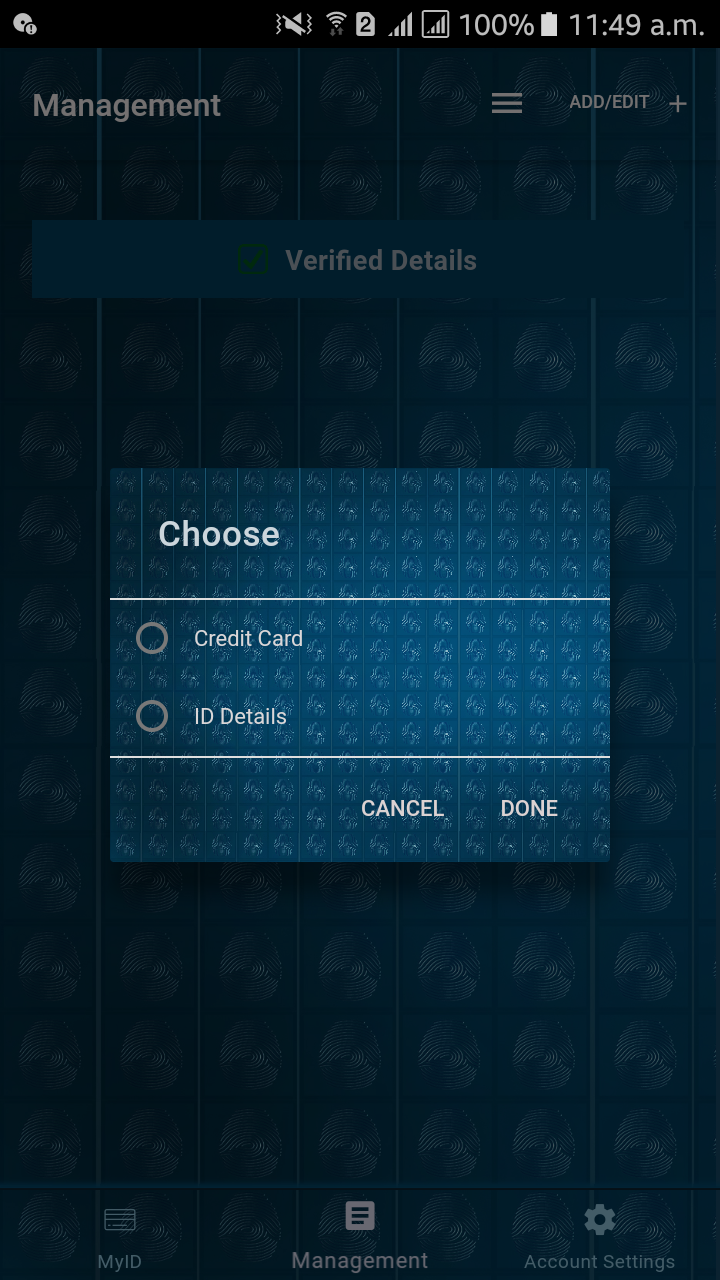 2 100% 11:49 a.m.
Management ADD/EDIT +
Verified Details
Choose
Credit Card
ID Details
CANCEL DONE
MyID Management Account Settings